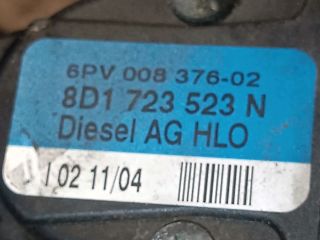 6PV 008 376-02
8D1 723 523 N
Diesel AG HLO
I 02 11/04